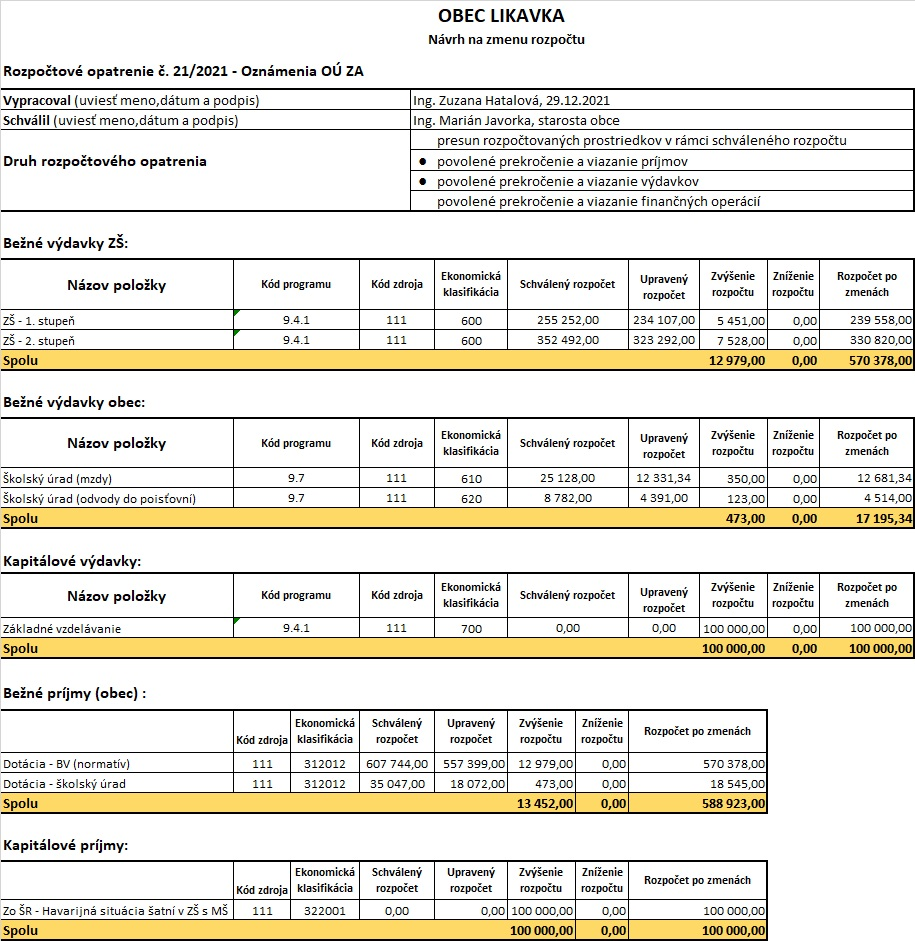 OBEC LIKAVKA
Návrh na zmenu rozpočtu
Rozpočtové opatrenie č. 21/2021 - Oznámenia OÚ ZA
Vypracoval (uviesť meno,dátum a podpis) Ing. Zuzana Hatalová, 29.12.2021
Schválil (uviesť meno,dátum a podpis) Ing. Marián Javorka, starosta obce
Druh rozpočtového opatrenia
presun rozpočtovaných prostriedkov v rámci schváleného rozpočtu
● povolené prekročenie a viazanie príjmov
● povolené prekročenie a viazanie výdavkov
povolené prekročenie a viazanie finančných operácií
Bežné výdavky ZŠ:
Názov položky Kód programu Kód zdroja Ekonomická klasifikácia Schválený rozpočet Upravený rozpočet Zvýšenie rozpočtu Zníženie rozpočtu Rozpočet po zmenách
ZŠ - 1. stupeň 9.4.1 111 600 255 252,00 234 107,00 5 451,00 0,00 239 558,00
ZŠ - 2. stupeň 9.4.1 111 600 352 492,00 323 292,00 7 528,00 0,00 330 820,00
Spolu 12 979,00 0,00 570 378,00
Bežné výdavky obec:
Názov položky Kód programu Kód zdroja Ekonomická klasifikácia Schválený rozpočet Upravený rozpočet Zvýšenie rozpočtu Zníženie rozpočtu Rozpočet po zmenách
Školský úrad (mzdy) 9.7 111 610 25 128,00 12 331,34 350,00 0,00 12 681,34
Školský úrad (odvody do poisťovní) 9.7 111 620 8 782,00 4 391,00 123,00 0,00 4 514,00
Spolu 473,00 0,00 17 195,34
Kapitálové výdavky:
Názov položky Kód programu Kód zdroja Ekonomická klasifikácia Schválený rozpočet Upravený rozpočet Zvýšenie rozpočtu Zníženie rozpočtu Rozpočet po zmenách
Základné vzdelávanie 9.4.1 111 700 0,00 0,00 100 000,00 0,00 100 000,00
Spolu 100 000,00 0,00 100 000,00
Bežné príjmy (obec) :
Kód zdroja Ekonomická klasifikácia Schválený rozpočet Upravený rozpočet Zvýšenie rozpočtu Zníženie rozpočtu Rozpočet po zmenách
Dotácia - BV (normatív) 111 312012 607 744,00 557 399,00 12 979,00 0,00 570 378,00
Dotácia - školský úrad 111 312012 35 047,00 18 072,00 473,00 0,00 18 545,00
Spolu 13 452,00 0,00 588 923,00
Kapitálové príjmy:
Kód zdroja Ekonomická klasifikácia Schválený rozpočet Upravený rozpočet Zvýšenie rozpočtu Zníženie rozpočtu Rozpočet po zmenách
Zo ŠR - Havarijná situácia šatní v ZŠ s MŠ 111 322001 0,00 0,00 100 000,00 0,00 100 000,00
Spolu 100 000,00 0,00 100 000,00